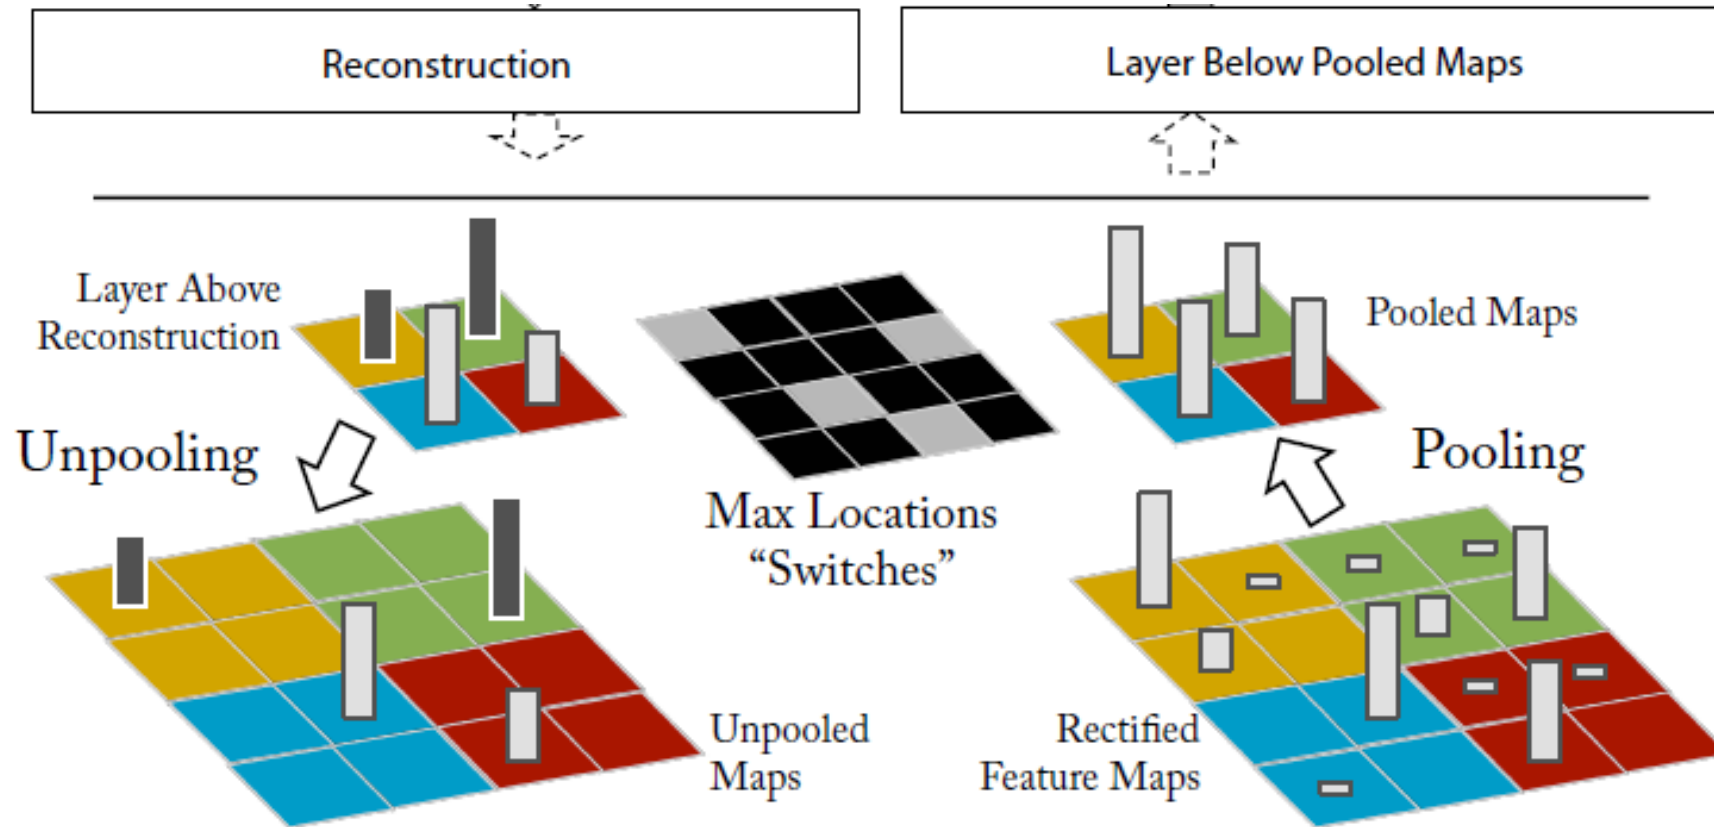 Reconstruction
Layer Below Pooled Maps
Layer Above
Reconstruction
Pooled Maps
Unpooling
Pooling
Max Locations
“Switches”
Unpooled
Maps
Rectified
Feature Maps